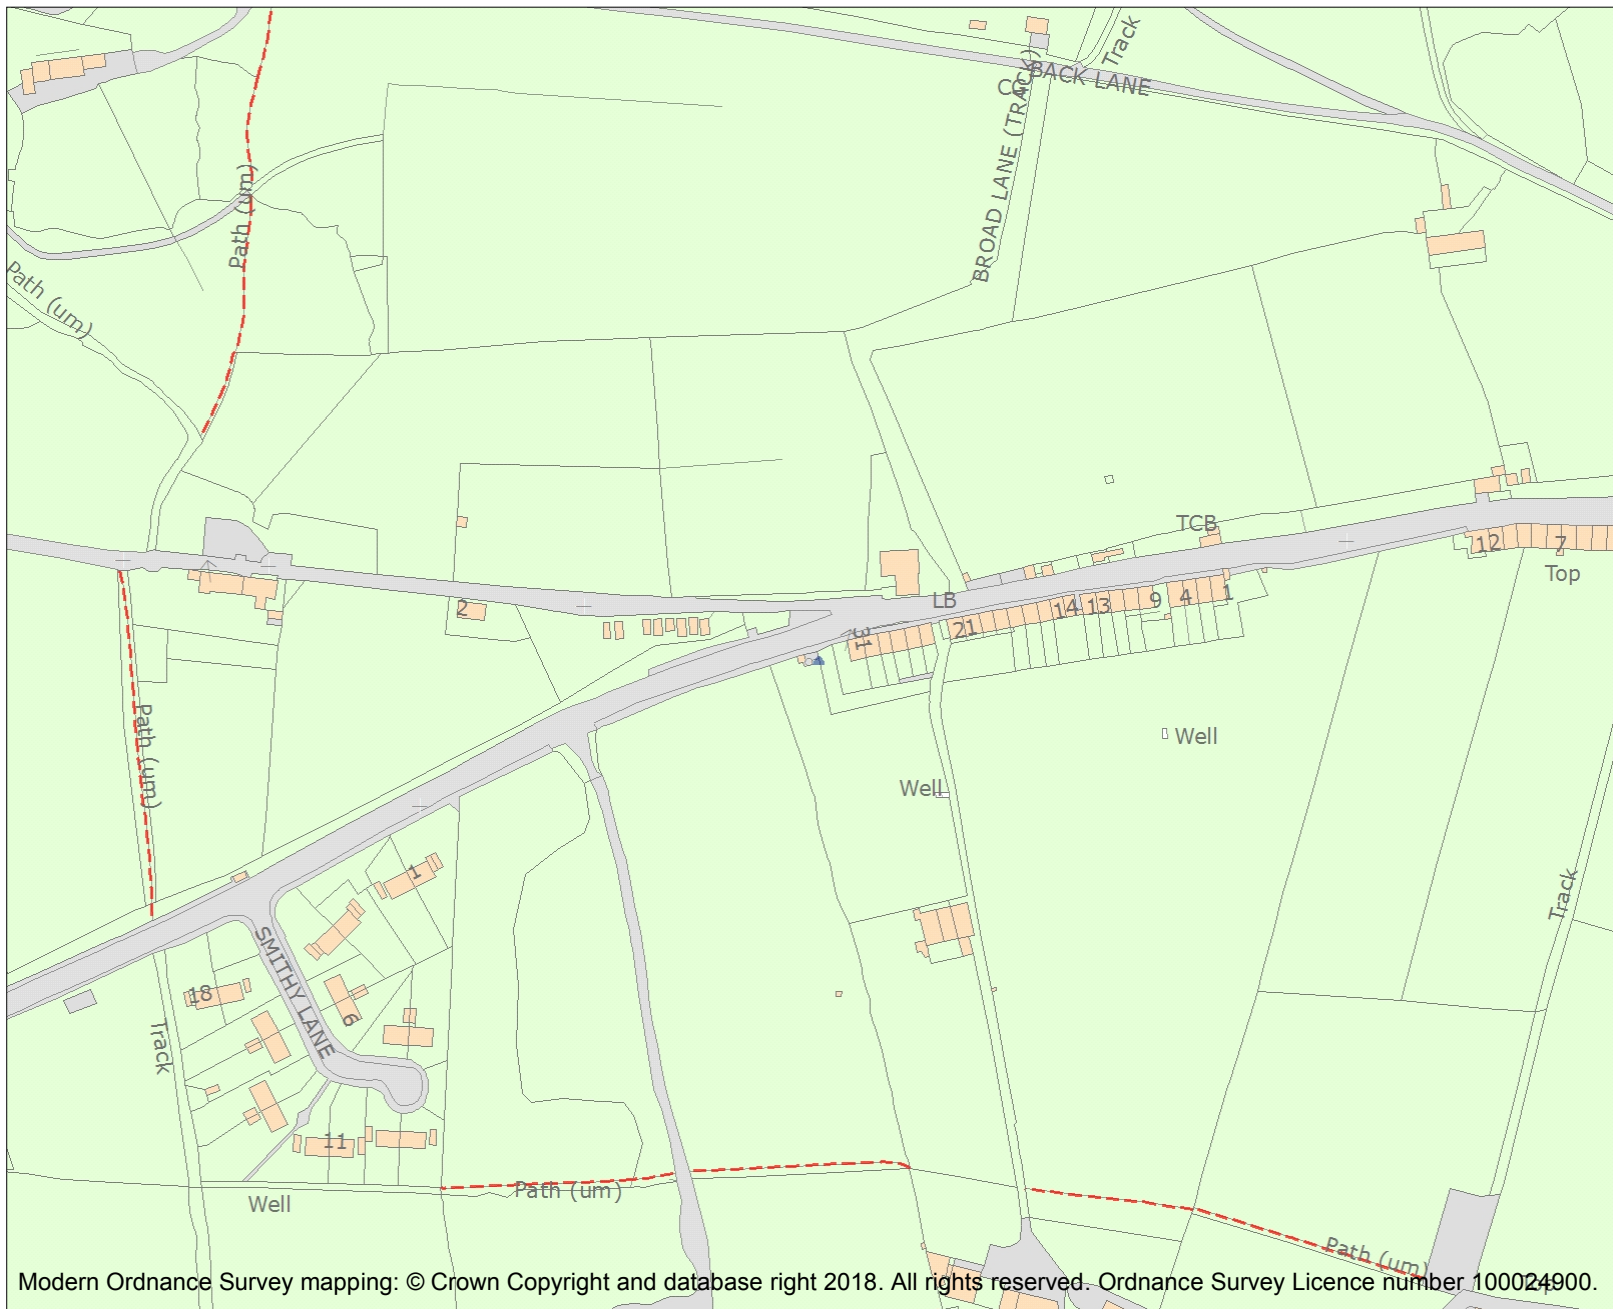 Track
BACK LANE
CG
BROAD LANE (TRACK)
Path (um)
Path (um)
TCB
12
7
Top
2
LB
31
21
14
13
9
4
1
Path (um)
Well
Well
1
Track
SMITHY LANE
18
6
Track
11
Path (um)
Well
Path (um)
Top
Modern Ordnance Survey mapping: © Crown Copyright and database right 2018. All rights reserved. Ordnance Survey Licence number 100024900.